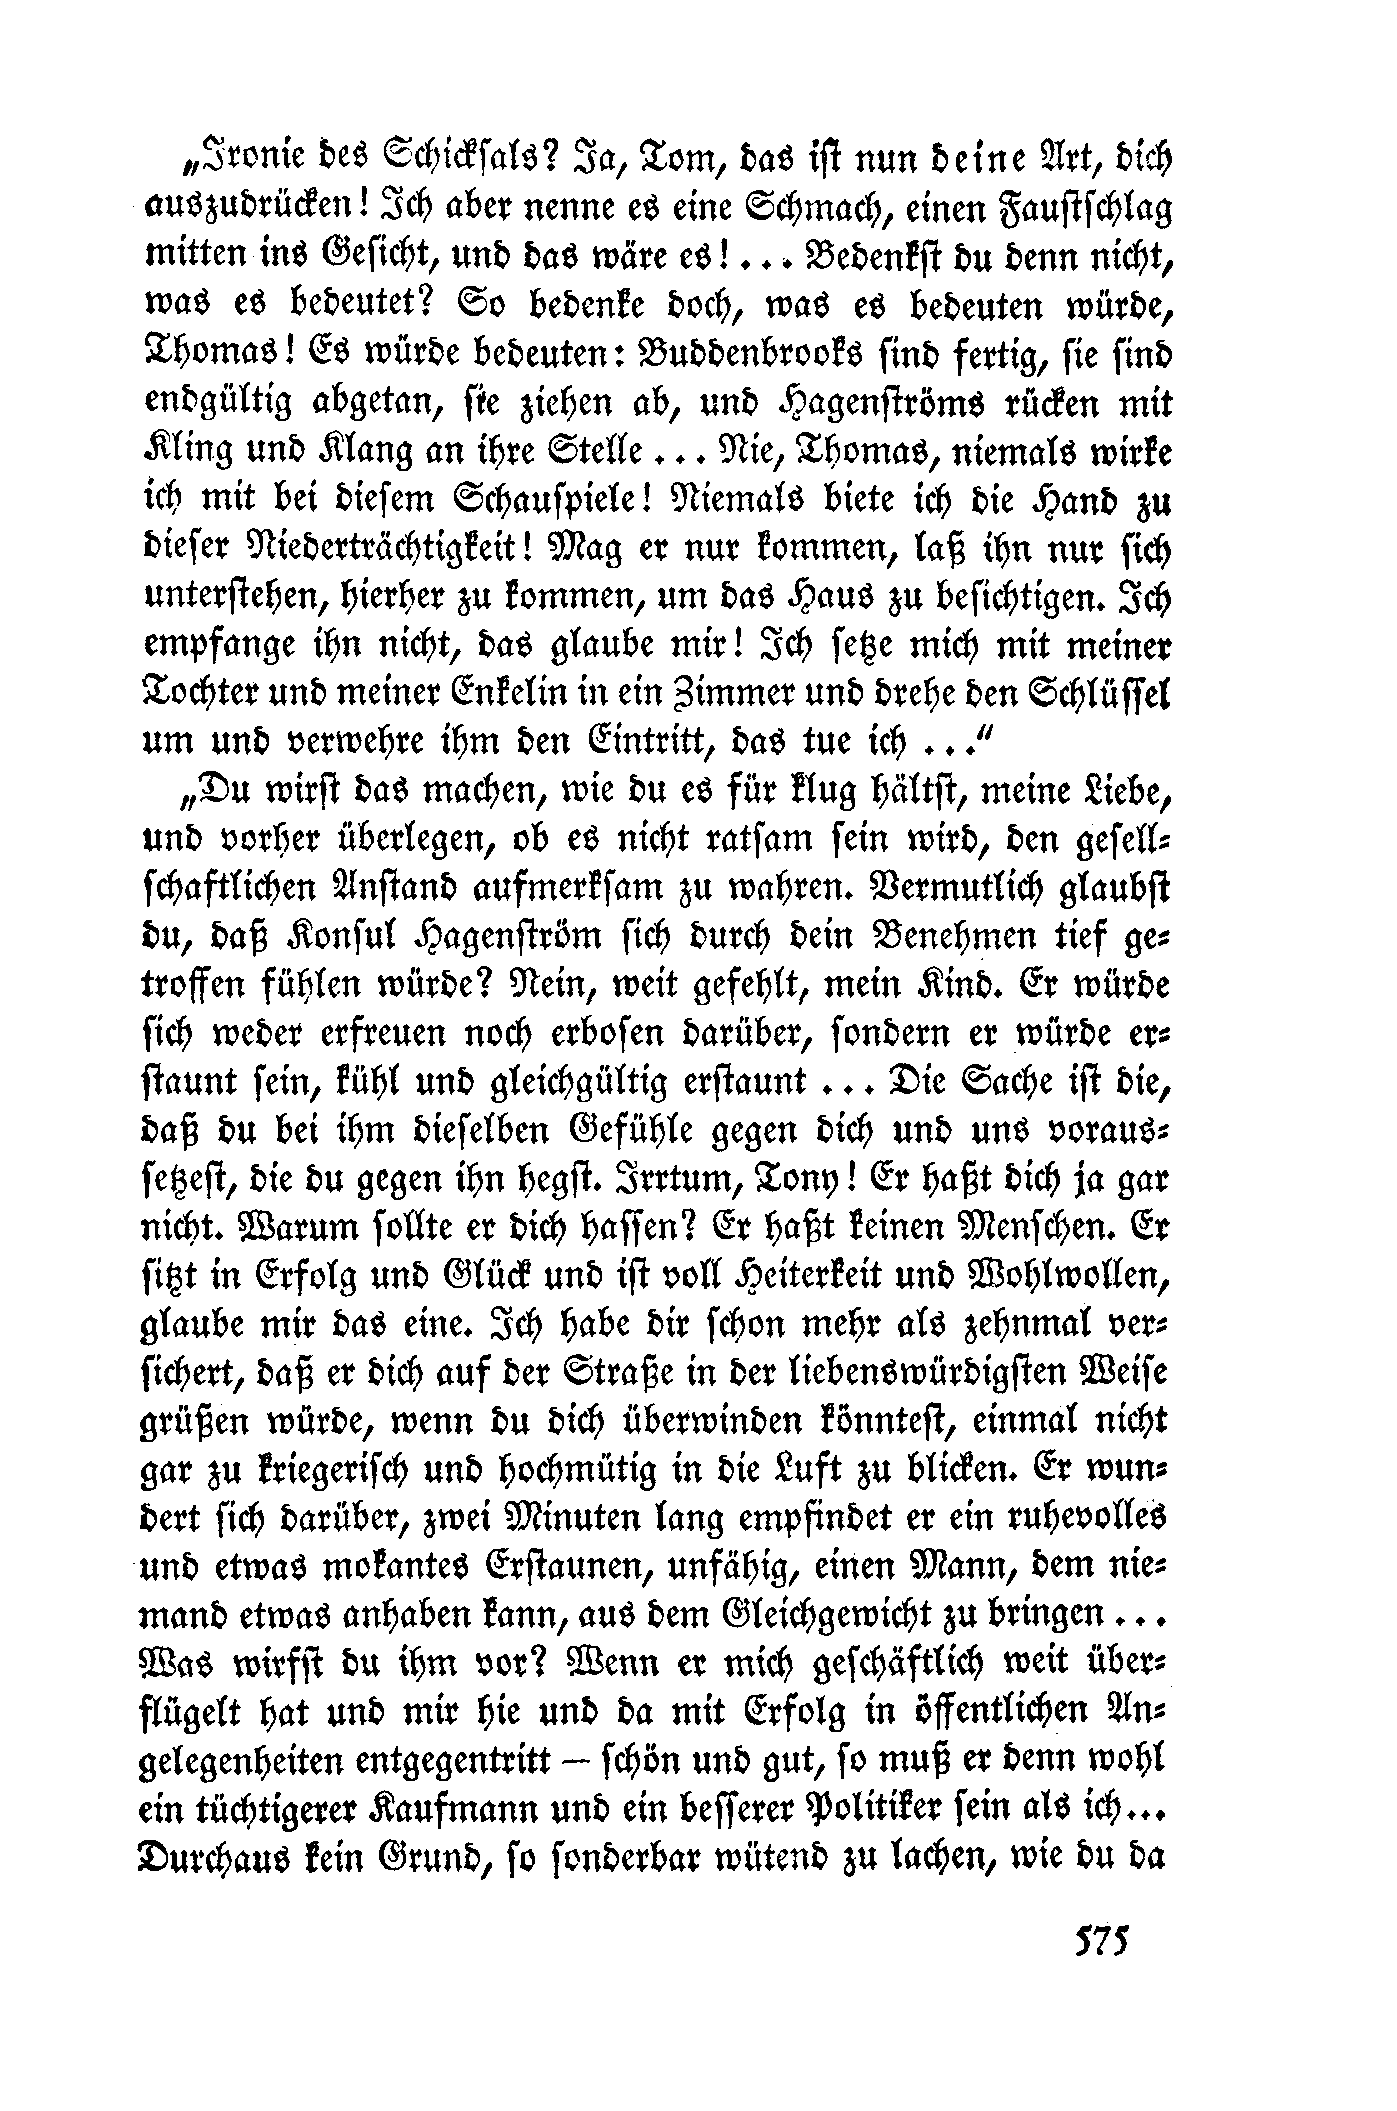 „Ironie des Schicksals? Ja, Tom, das ist nun deine Art, dich
auszudrücken! Ich aber nenne es eine Schmach, einen Faustschlag
mitten ins Gesicht, und das wäre es! . . . Bedenkst du denn nicht,
was es bedeutet? So bedenke doch, was es bedeuten würde,
Thomas! Es würde bedeuten: Buddenbrooks sind fertig, sie sind
endgültig abgetan, sie ziehen ab, und Hagenströms rücken mit
Kling und Klang an ihre Stelle . . . Nie, Thomas, niemals wirke
ich mit bei diesem Schauspiele! Niemals biete ich die Hand zu
dieser Niederträchtigkeit! Mag er nur kommen, laß ihn nur sich
unterstehen, hierher zu kommen, um das Haus zu besichtigen. Ich
empfange ihn nicht, das glaube mir! Ich setze mich mit meiner
Tochter und meiner Enkelin in ein Zimmer und drehe den Schlüssel
um und verwehre ihm den Eintritt, das tue ich . . .“
„Du wirst das machen, wie du es für klug hältst, meine Liebe,
und vorher überlegen, ob es nicht ratsam sein wird, den gesell-
schaftlichen Anstand aufmerksam zu wahren. Vermutlich glaubst
du, daß Konsul Hagenström sich durch dein Benehmen tief ge-
troffen fühlen würde? Nein, weit gefehlt, mein Kind. Er würde
sich weder erfreuen noch erbosen darüber, sondern er würde er-
staunt sein, kühl und gleichgültig erstaunt . . . Die Sache ist die,
daß du bei ihm dieselben Gefühle gegen dich und uns voraus-
setzest, die du gegen ihn hegst. Irrtum, Tony! Er haßt dich ja gar
nicht. Warum sollte er dich hassen? Er haßt keinen Menschen. Er
sitzt in Erfolg und Glück und ist voll Heiterkeit und Wohlwollen,
glaube mir das eine. Ich habe dir schon mehr als zehnmal ver-
sichert, daß er dich auf der Straße in der liebenswürdigsten Weise
grüßen würde, wenn du dich überwinden könntest, einmal nicht
gar zu kriegerisch und hochmütig in die Luft zu blicken. Er wun-
dert sich darüber, zwei Minuten lang empfindet er ein ruhevolles
und etwas mokantes Erstaunen, unfähig, einen Mann, dem nie-
mand etwas anhaben kann, aus dem Gleichgewicht zu bringen . . .
Was wirfst du ihm vor? Wenn er mich geschäftlich weit über-
flügelt hat und mir hie und da mit Erfolg in öffentlichen An-
gelegenheiten entgegentritt — schön und gut, so muß er denn wohl
ein tüchtigerer Kaufmann und ein besserer Politiker sein als ich...
Durchaus kein Grund, so sonderbar wütend zu lachen, wie du da
575